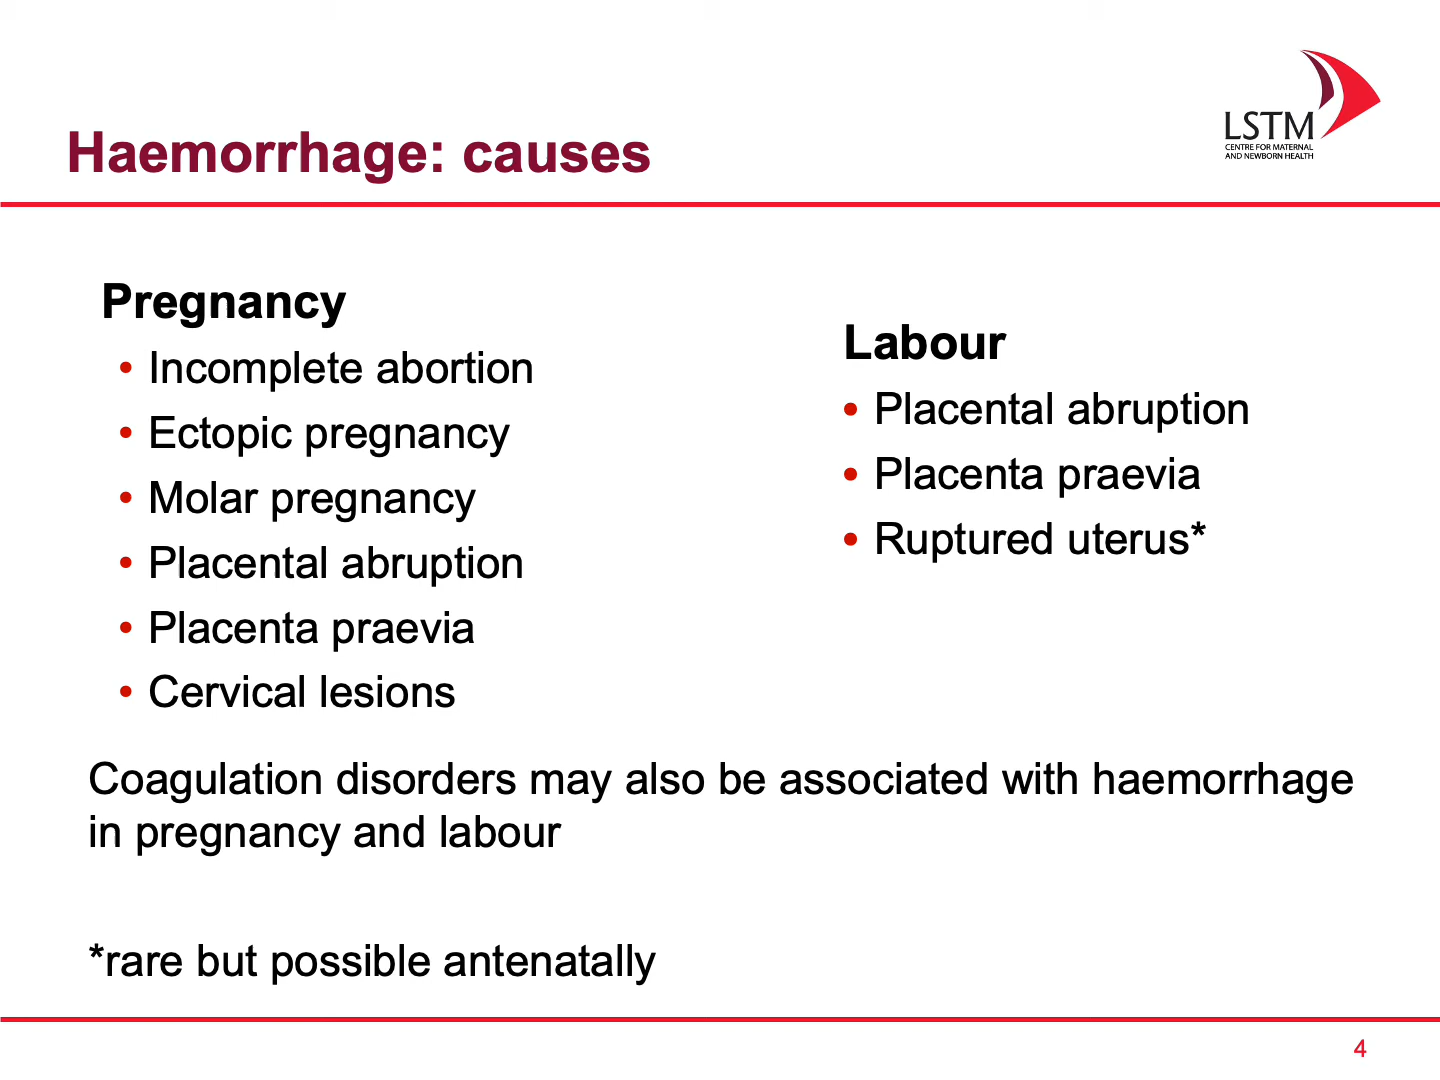 LSTM
CENTRE FOR MATERNAL
AND NEWBORN HEALTH
Haemorrhage: causes
Pregnancy
• Incomplete abortion
• Ectopic pregnancy
• Molar pregnancy
• Placental abruption
• Placenta praevia
• Cervical lesions
Labour
• Placental abruption
• Placenta praevia
• Ruptured uterus*
Coagulation disorders may also be associated with haemorrhage
in pregnancy and labour
*rare but possible antenatally
4